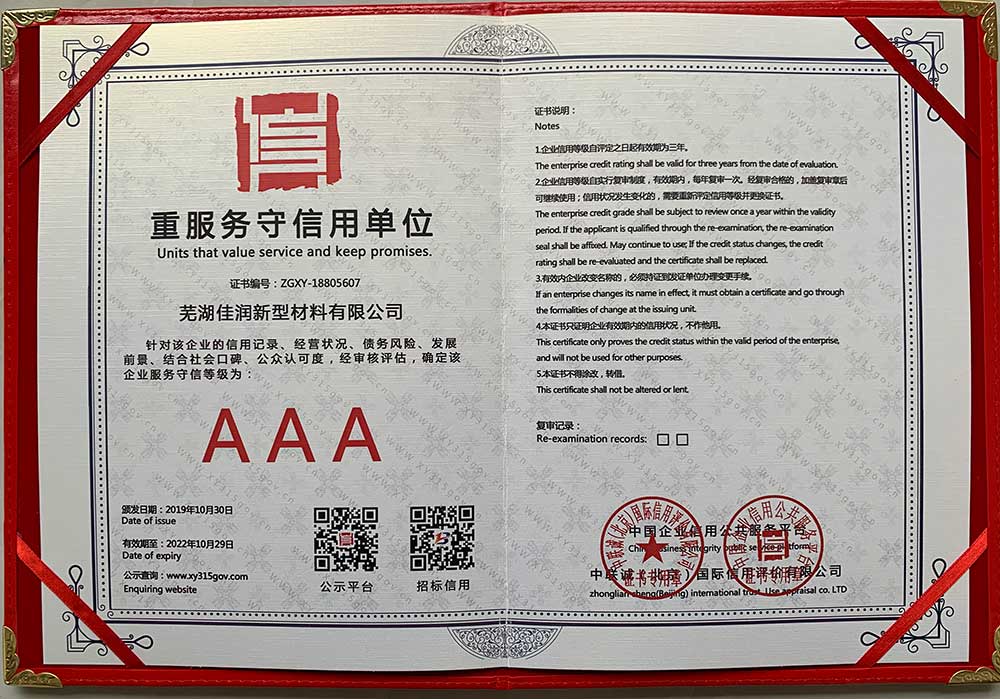 信
重服务守信用单位
Units that value service and keep promises.
证书编号：ZGXY-18805607
芜湖佳润新型材料有限公司
针对该企业的信用记录、经营状况、债务风险、发展
前景、结合社会口碑、公众认可度，经审核评估，确定该
企业服务守信等级为：
AAA
颁发日期：2019年10月30日
Date of issue
有效期至：2022年10月29日
Date of expiry
公示查询：www.xy315gov.com
Enquiring website
公示平台
招标信用
证书说明：
Notes
1.企业信用等级自评定之日起有效期为三年。
The enterprise credit rating shall be valid for three years from the date of evaluation.
2.企业信用等级自实行复审制度，有效期内，每年复审一次。经复审合格的，加盖复审章后
可继续使用；信用状况发生变化的，需要重新评定信用等级并更换证书。
The enterprise credit grade shall be subject to review once a year within the validity
period. If the applicant is qualified through the re-examination, the re-examination
seal shall be affixed. May continue to use; If the credit status changes, the credit
rating shall be re-evaluated and the certificate shall be replaced.
3.有效内企业改变名称的，必须持证到发证单位办理变更手续。
If an enterprise changes its name in effect, it must obtain a certificate and go through
the formalities of change at the issuing unit.
4.本证书只证明企业有效期内的信用状况，不作他用。
This certificate only proves the credit status within the valid period of the enterprise,
and will not be used for other purposes.
5.本证书不得涂改，转借。
This certificate shall not be altered or lent.
复审记录：
Re-examination records:
中国企业信用公共服务平台
China business integrity public service platform
中联诚（北京）国际信用评价有限公司
zhonglian cheng(Beijing) international trust. Use appraisal co. LTD
证书专用章
证书专用章